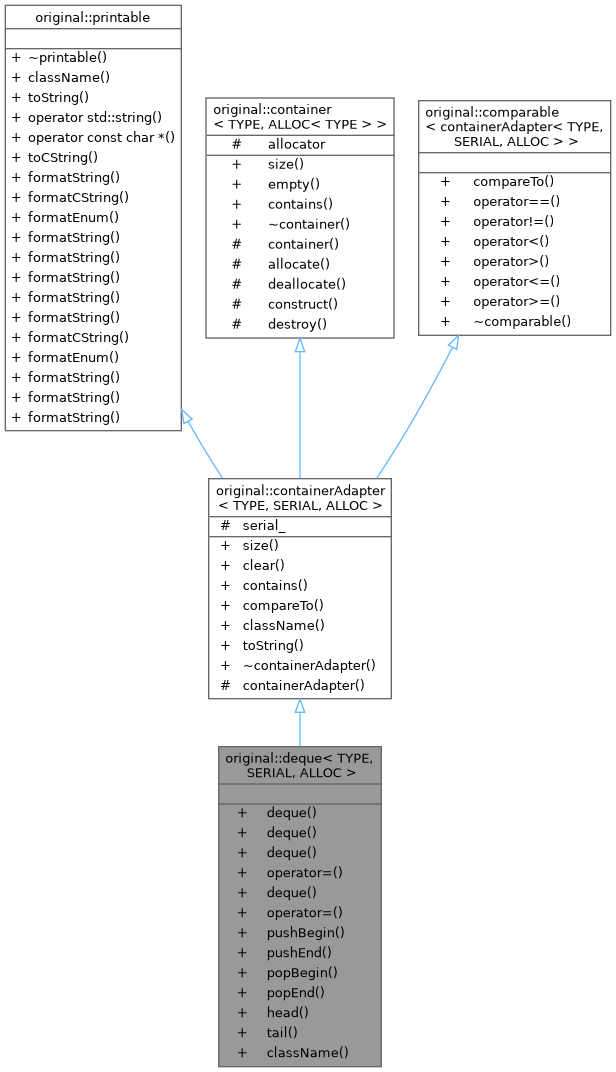 original::printable
+ ~printable()
+ className()
+ toString()
+ operator std::string()
+ operator const char *()
+ toCString()
+ formatString()
+ formatCString()
+ formatEnum()
+ formatString()
+ formatString()
+ formatString()
+ formatString()
+ formatString()
+ formatCString()
+ formatEnum()
+ formatString()
+ formatString()
+ formatString()
original::container
< TYPE, ALLOC< TYPE > >
# allocator
+ size()
+ empty()
+ contains()
+ ~container()
# container()
# allocate()
# deallocate()
# construct()
# destroy()
original::comparable
< containerAdapter< TYPE,
SERIAL, ALLOC > >
+ compareTo()
+ operator==()
+ operator!=()
+ operator<()
+ operator>()
+ operator<=()
+ operator>=()
+ ~comparable()
original::containerAdapter
< TYPE, SERIAL, ALLOC >
# serial_
+ size()
+ clear()
+ contains()
+ compareTo()
+ className()
+ toString()
+ ~containerAdapter()
# containerAdapter()
original::deque< TYPE,
SERIAL, ALLOC >
+ deque()
+ deque()
+ deque()
+ operator=()
+ deque()
+ operator=()
+ pushBegin()
+ pushEnd()
+ popBegin()
+ popEnd()
+ head()
+ tail()
+ className()